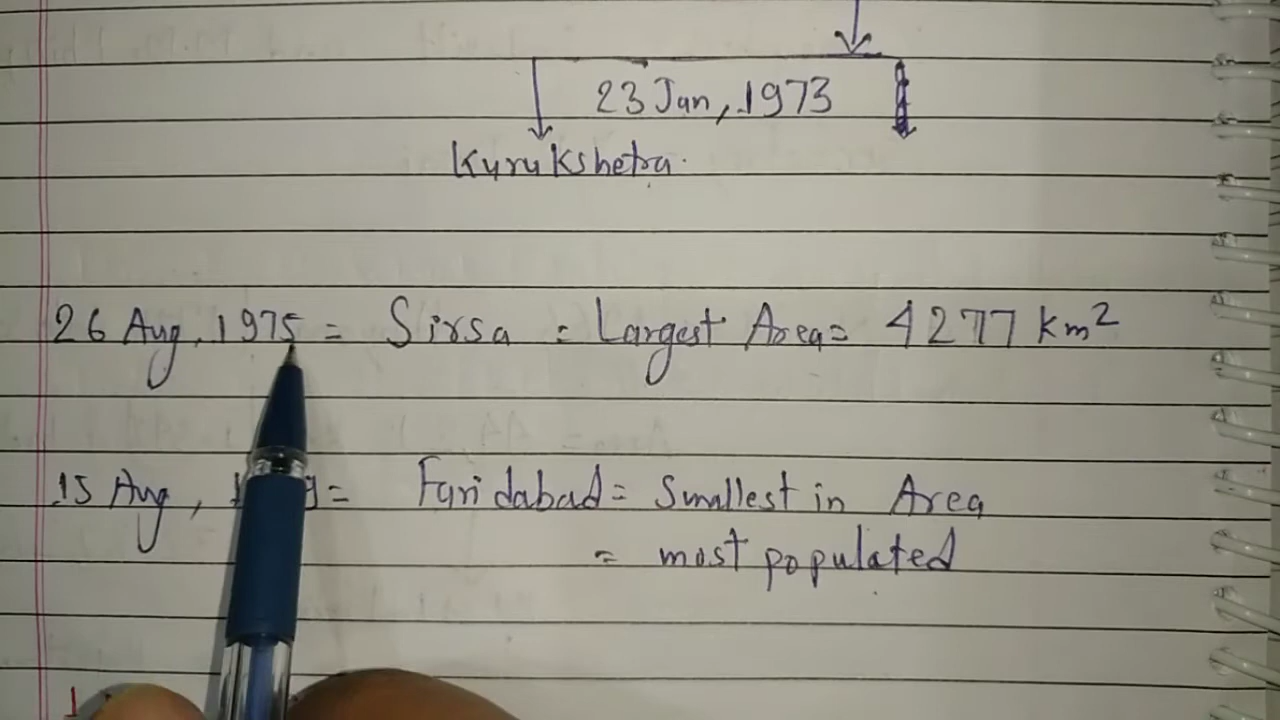 23 Jan, 1973
Kurukshetra.
26 Aug, 1975 = Sirsa = Largest Area = 4277 Km²
15 Aug, = Faridabad = Smallest in Area
= most populated